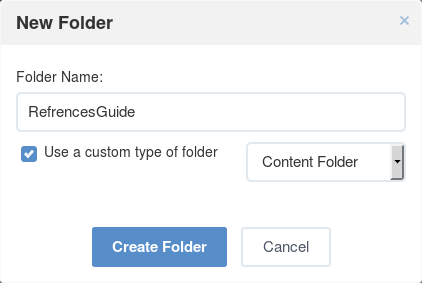 New Folder ×
Folder Name:
RefrencesGuide
Use a custom type of folder Content Folder
Create Folder Cancel